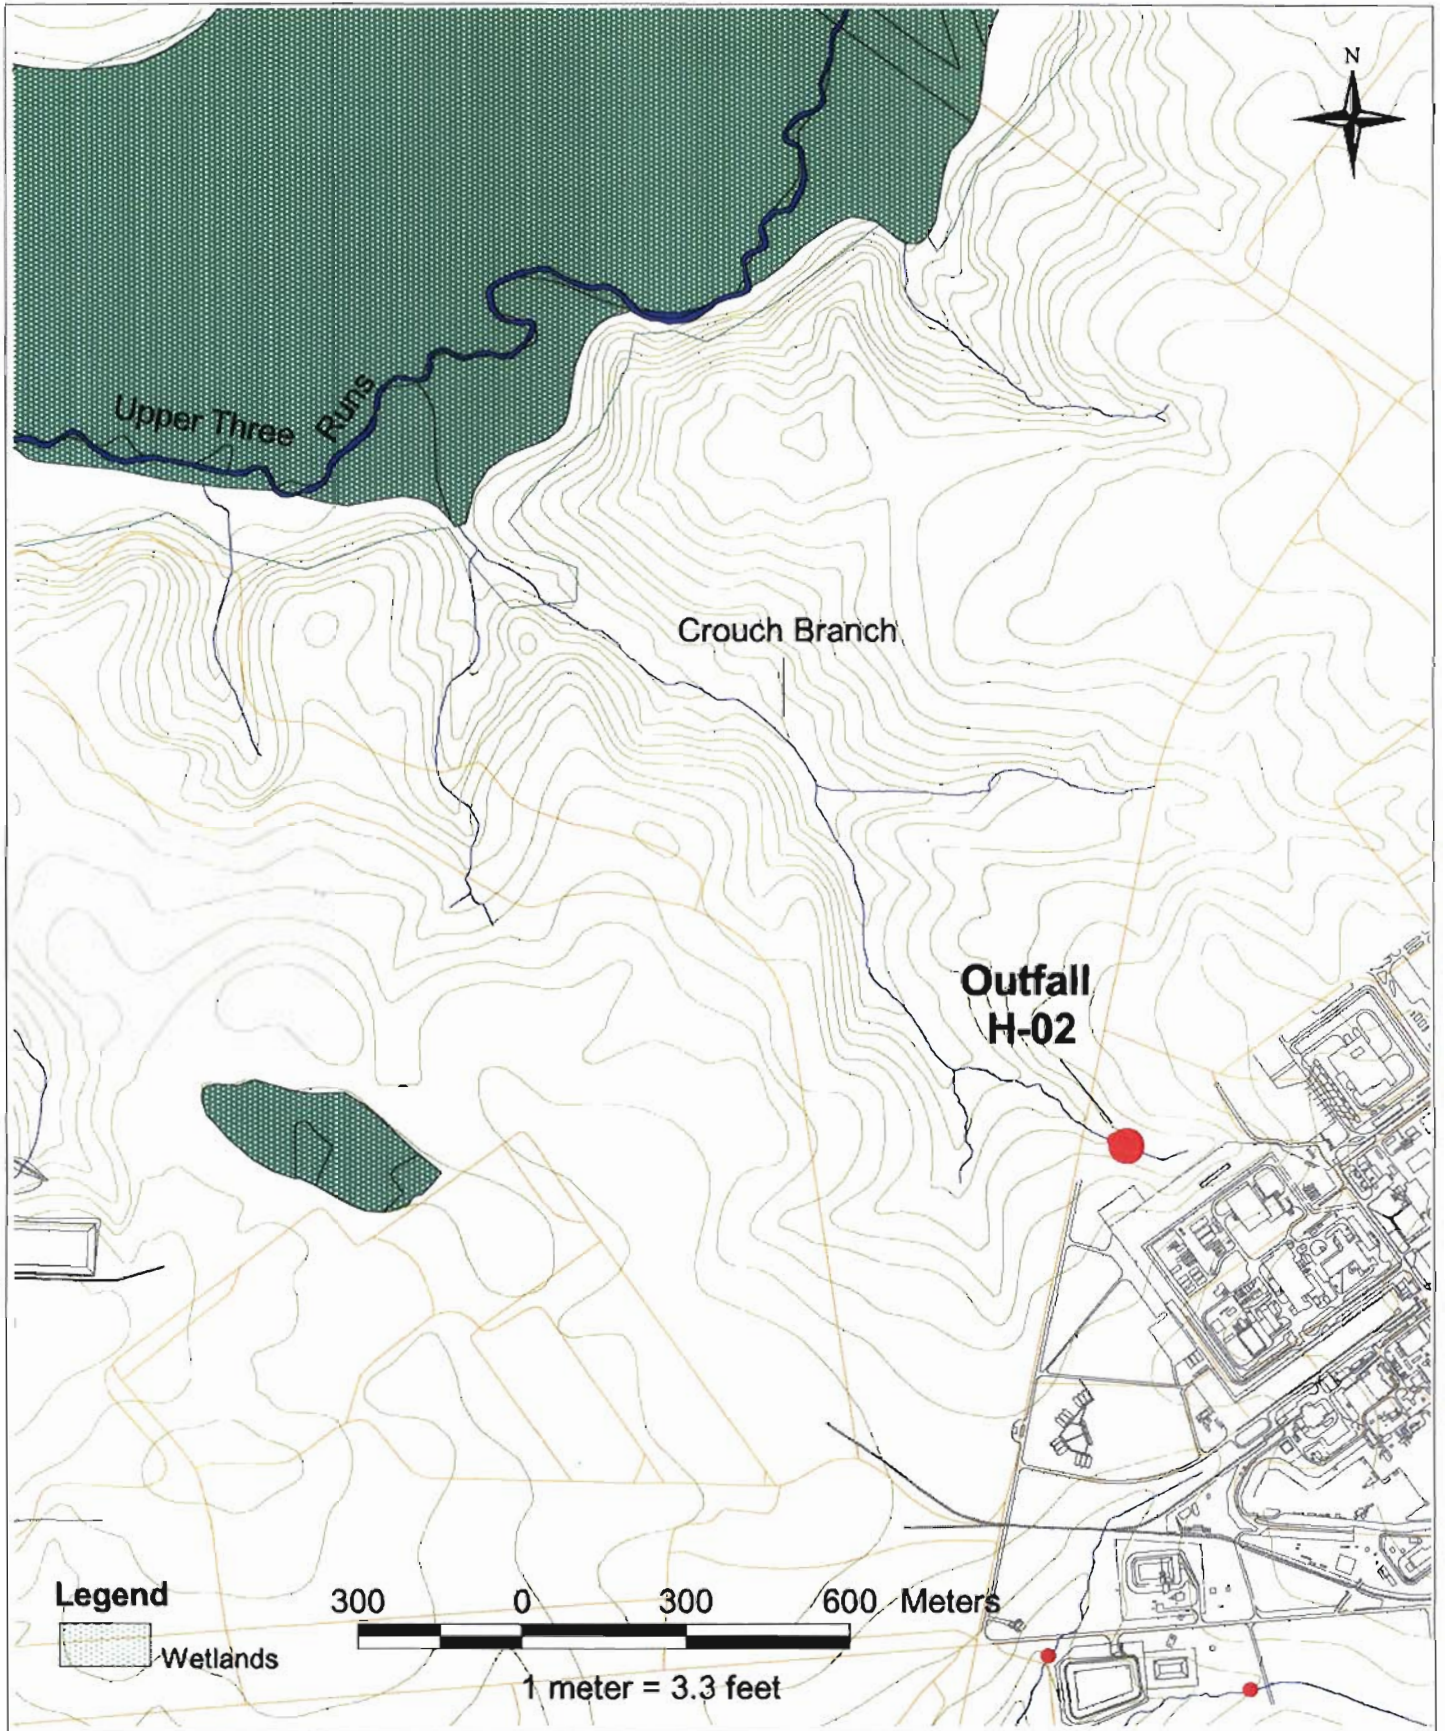 N
Upper Three Runs
Crouch Branch
Outfall
H-02
Legend
Wetlands
300 0 300 600 Meters
1 meter = 3.3 feet